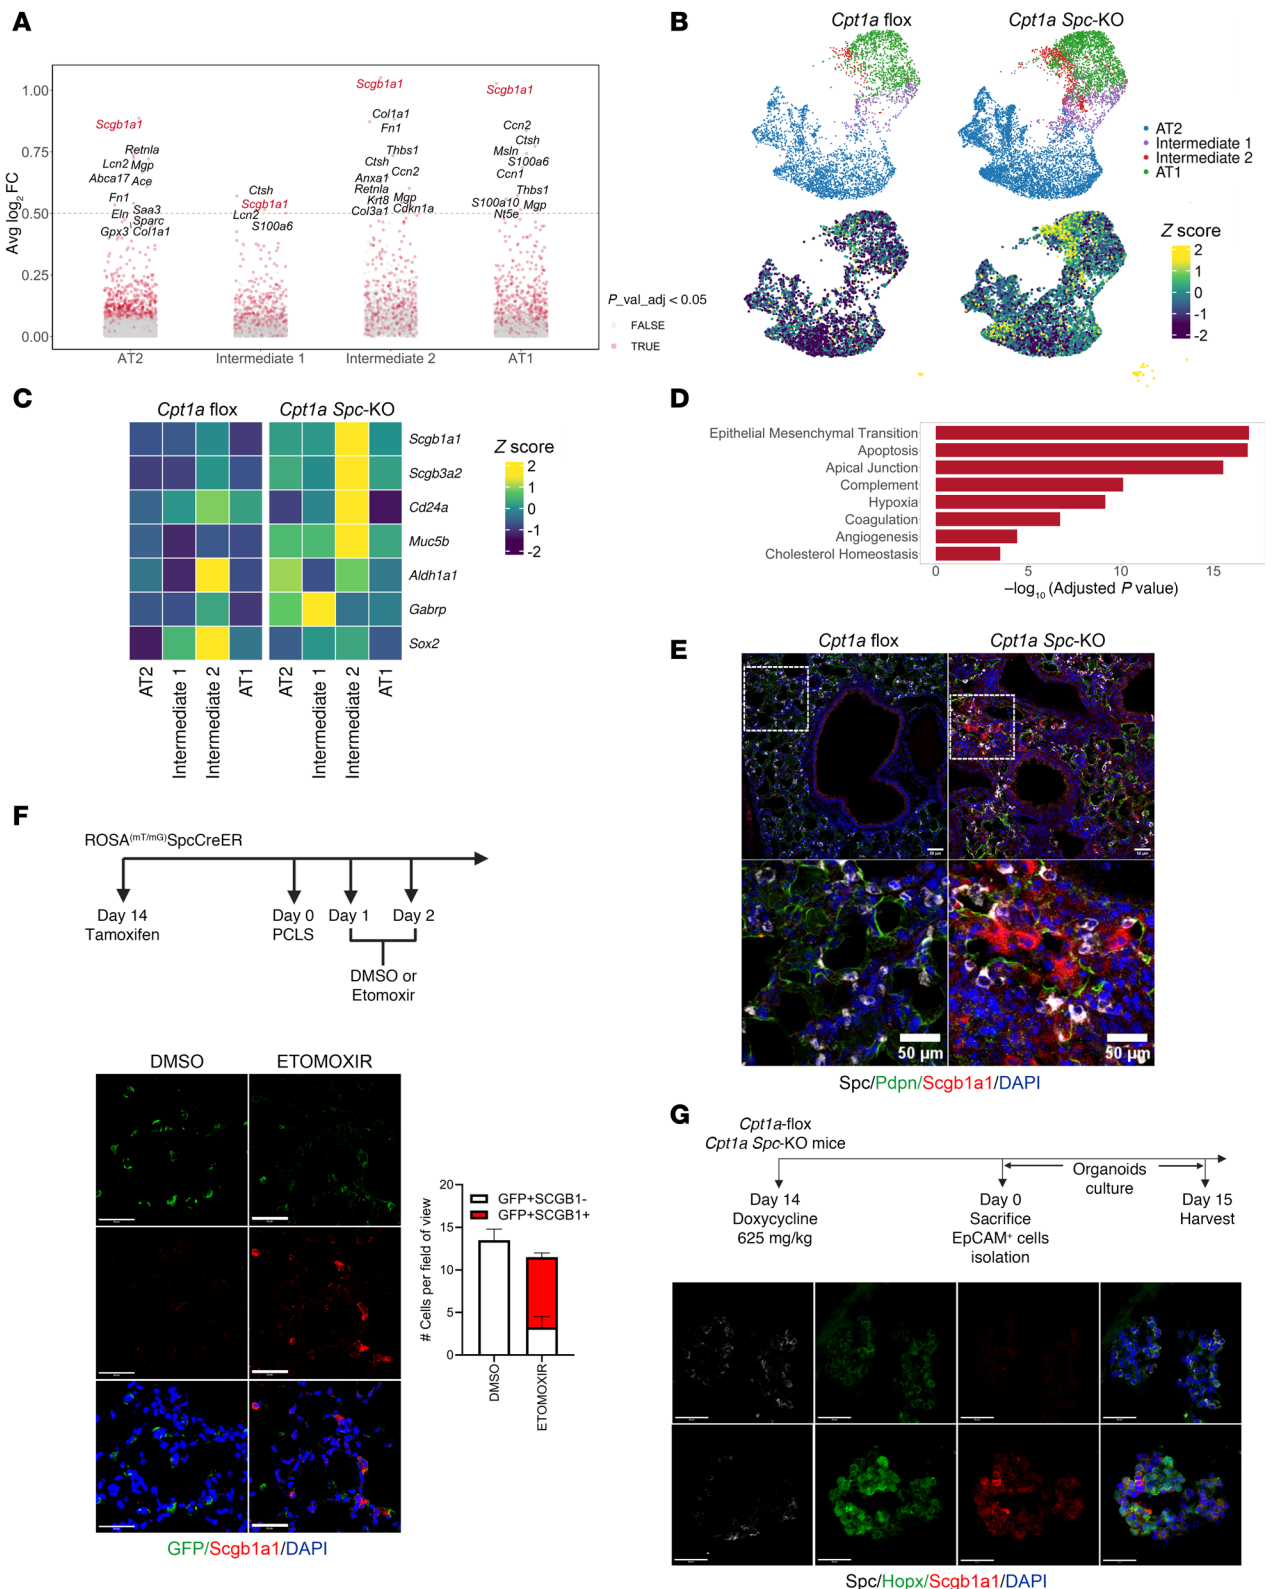 A
Avg log2 FC
1.00
0.75
0.50
0.25
0.00
Scgb1a1
Retnla
Lcn2 Mgp
Abca17 Ace
Fn1
Saa3
Eln
Sparc
Gpx3 Col1a1
Ctsh
Scgb1a1
Lcn2
S100a6
Scgb1a1
Col1a1
Fn1
Thbs1
Ctsh
Ccn2
Anxa1
Retnla
Krt8 Mgp
Col3a1 Cdkn1a
Scgb1a1
Ccn2
Ctsh
Msln
S100a6
Ccn1
Thbs1
S100a10 Mgp
Nt5e
AT2
Intermediate 1
Intermediate 2
AT1
P_val_adj < 0.05
FALSE
TRUE
B
Cpt1a flox
Cpt1a Spc-KO
AT2
Intermediate 1
Intermediate 2
AT1
Z score
2
1
0
-1
-2
C
Cpt1a flox
Cpt1a Spc-KO
Scgb1a1
Scgb3a2
Cd24a
Muc5b
Aldh1a1
Gabrp
Sox2
AT2
Intermediate 1
Intermediate 2
AT1
AT2
Intermediate 1
Intermediate 2
AT1
Z score
2
1
0
-1
-2
D
Epithelial Mesenchymal Transition
Apoptosis
Apical Junction
Complement
Hypoxia
Coagulation
Angiogenesis
Cholesterol Homeostasis
0 5 10 15
–log10 (Adjusted P value)
E
Cpt1a flox
Cpt1a Spc-KO
50 µm
50 µm
Spc/Pdpn/Scgb1a1/DAPI
F
ROSA(mT/mG)SpcCreER
Day 14
Tamoxifen
Day 0
PCLS
Day 1
Day 2
DMSO or
Etomoxir
DMSO
ETOMOXIR
GFP/Scgb1a1/DAPI
# Cells per field of view
20
15
10
5
0
GFP+SCGB1-
GFP+SCGB1+
DMSO
ETOMOXIR
G
Cpt1a-flox
Cpt1a Spc-KO mice
Day 14
Doxycycline
625 mg/kg
Day 0
Sacrifice
EpCAM+ cells
isolation
Organoids
culture
Day 15
Harvest
Spc/Hopx/Scgb1a1/DAPI